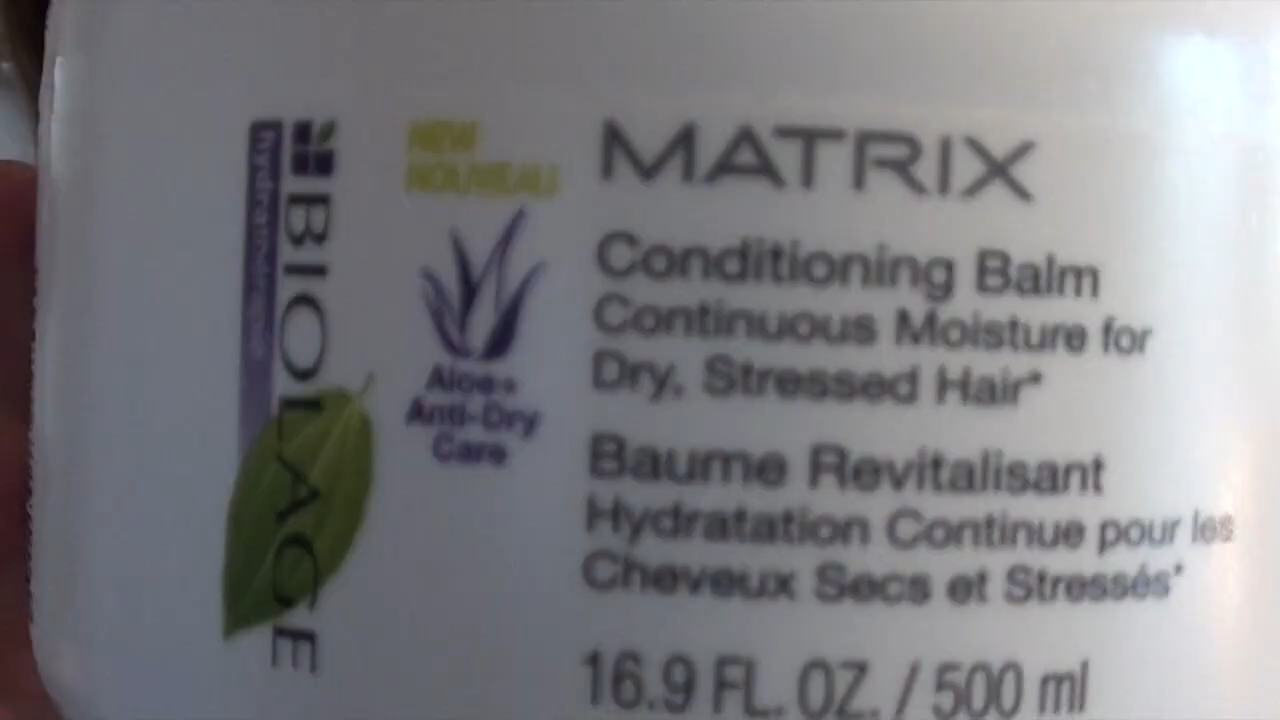 BIOLAGE
hydrathérapie
NEW
NOUVEAU
Aloe+
Anti-Dry
Care
MATRIX
Conditioning Balm
Continuous Moisture for
Dry, Stressed Hair*
Baume Revitalisant
Hydratation Continue pour les
Cheveux Secs et Stressés*
16.9 FL. OZ. / 500 ml